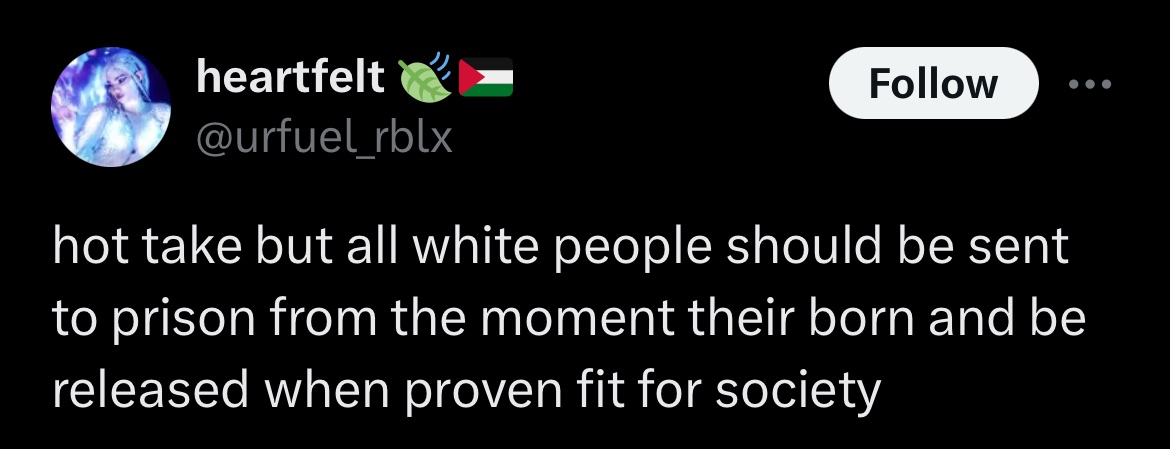 heartfelt 🍃🇵🇸
Follow
@urfuel_rblx
hot take but all white people should be sent
to prison from the moment their born and be
released when proven fit for society